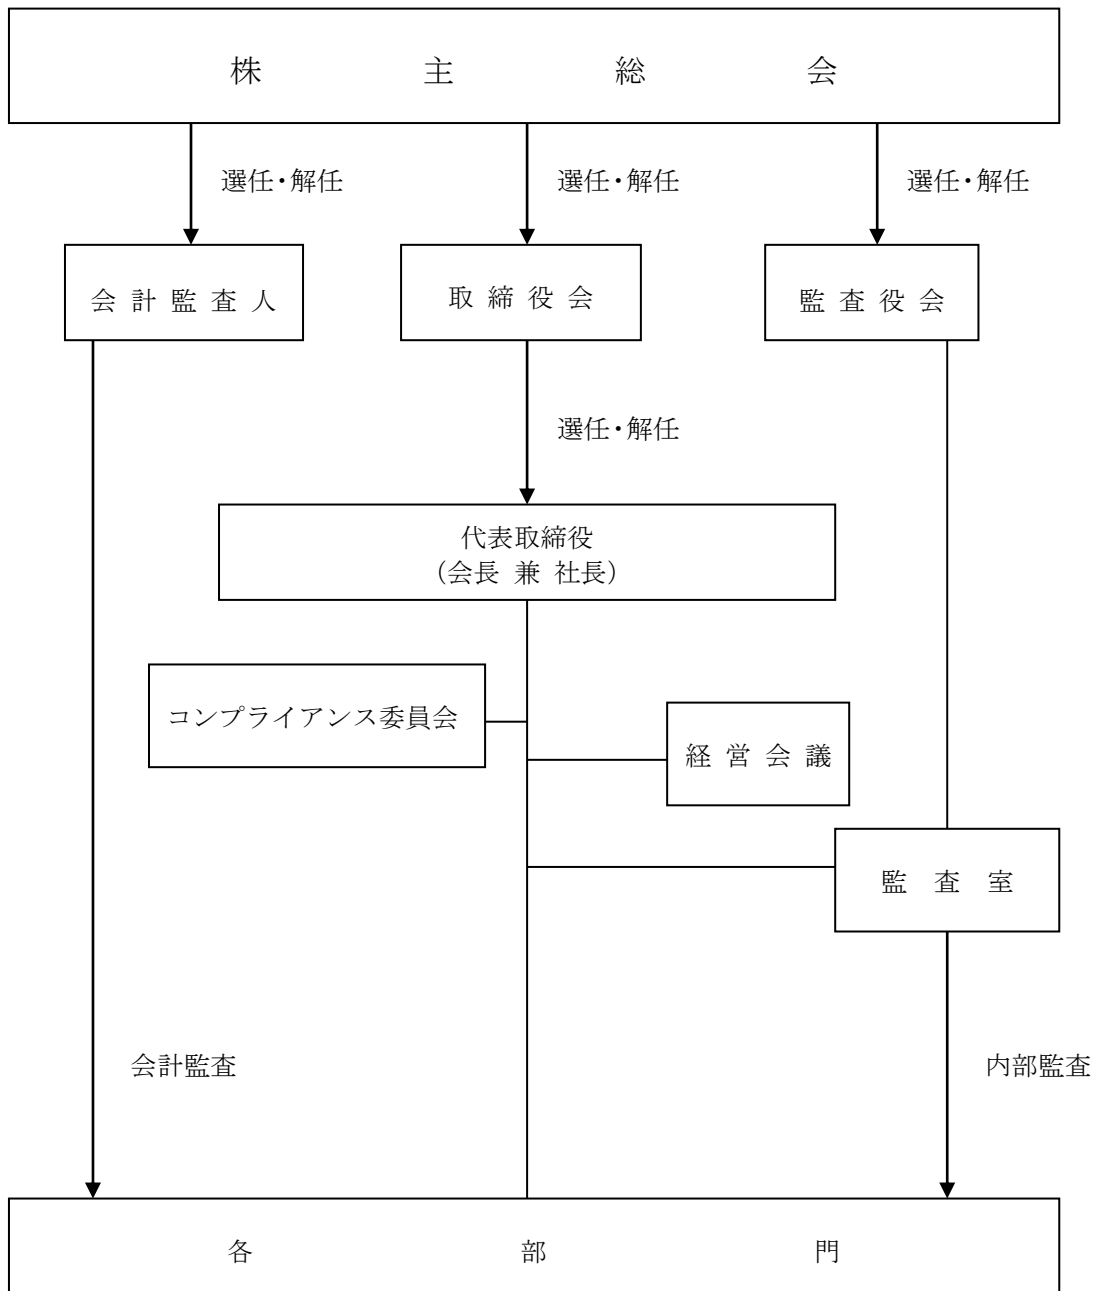 株主総会
選任・解任
選任・解任
選任・解任
会計監査人
取締役会
監査役会
選任・解任
代表取締役
(会長 兼 社長)
コンプライアンス委員会
経営会議
監査室
会計監査
内部監査
各部門